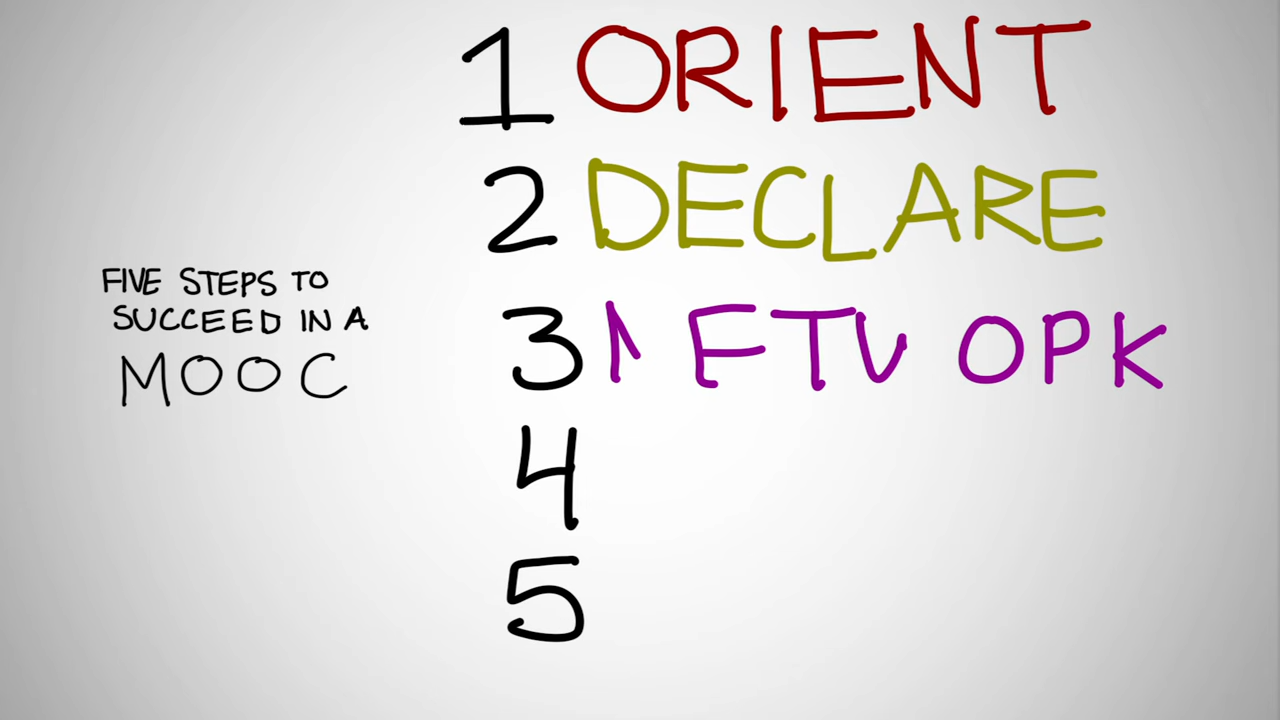 FIVE STEPS TO
SUCCEED IN A
MOOC
1 ORIENT
2 DECLARE
3
4
5